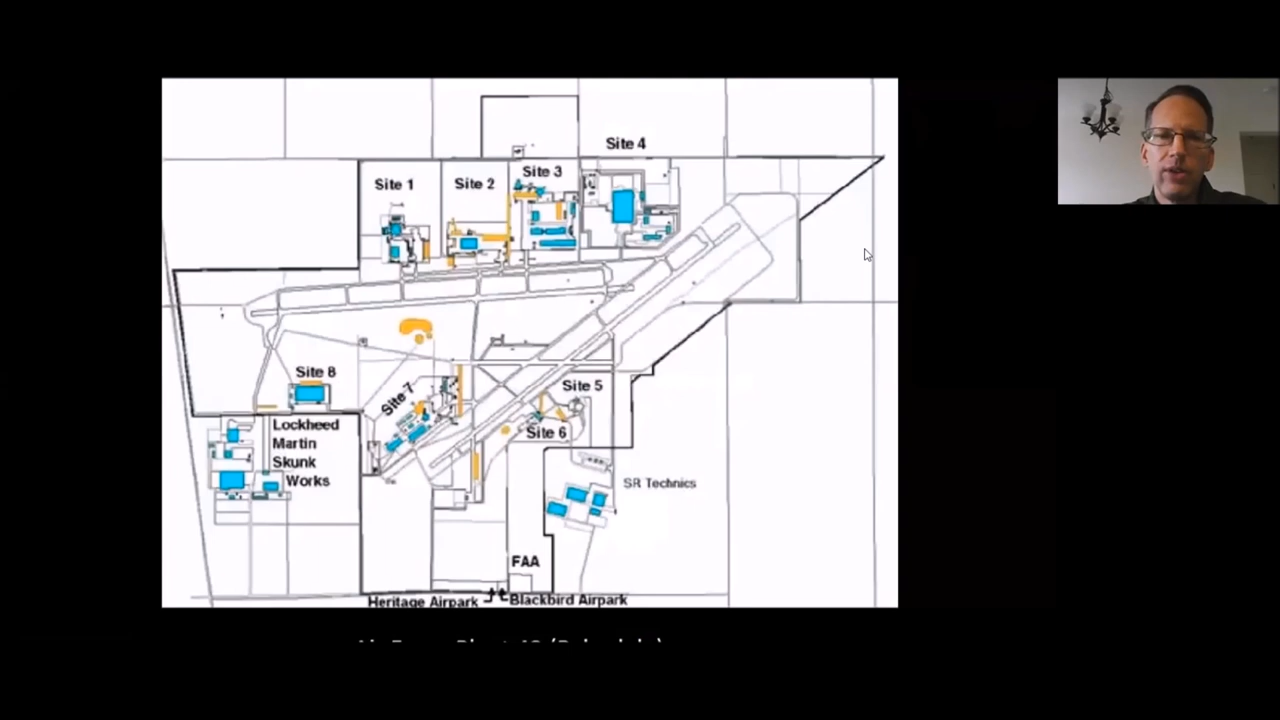 Site 4
Site 3
Site 1
Site 2
Site 8
Site 5
Site 7
Lockheed
Martin
Skunk
Works
Site 6
SR Technics
FAA
Heritage Airpark
Blackbird Airpark